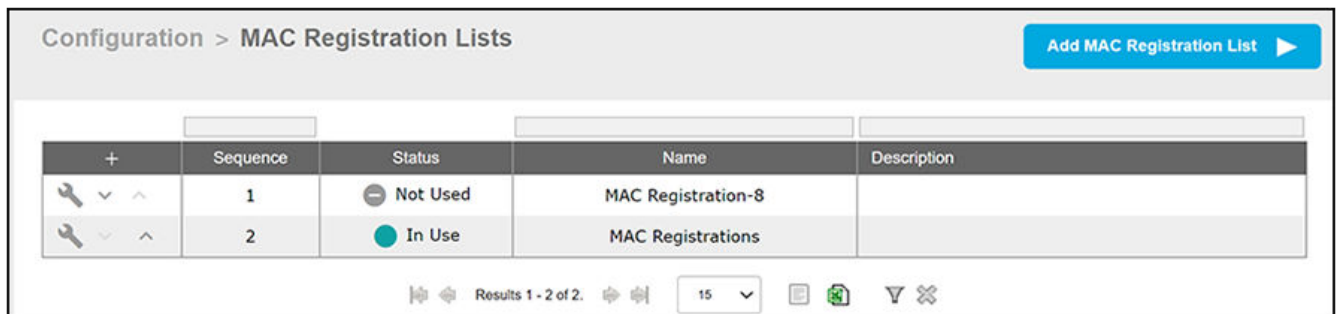 Configuration > MAC Registration Lists
Add MAC Registration List
+ Sequence Status Name Description
1 Not Used MAC Registration-8
2 In Use MAC Registrations
Results 1 - 2 of 2. 15